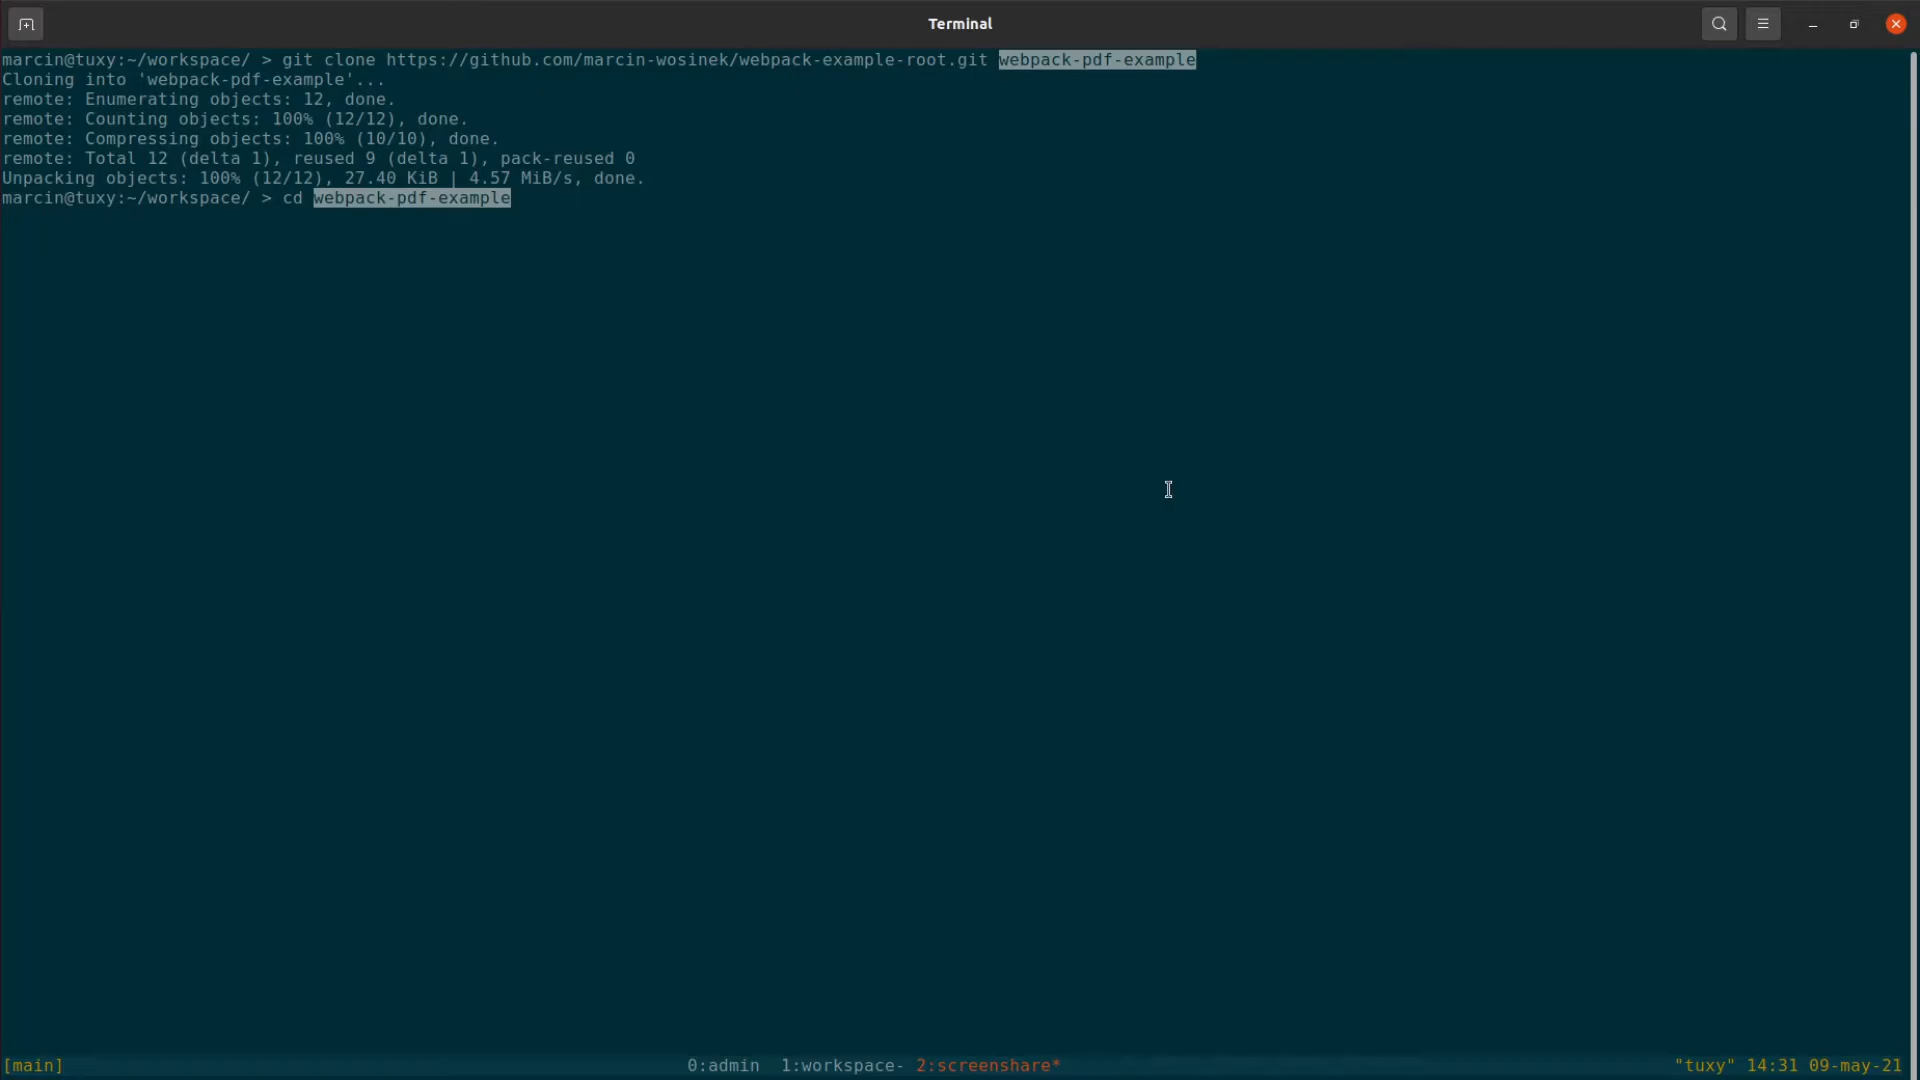 Terminal
marcin@tuxy:~/workspace/ > git clone https://github.com/marcin-wosinek/webpack-example-root.git webpack-pdf-example
Cloning into 'webpack-pdf-example'...
remote: Enumerating objects: 12, done.
remote: Counting objects: 100% (12/12), done.
remote: Compressing objects: 100% (10/10), done.
remote: Total 12 (delta 1), reused 9 (delta 1), pack-reused 0
Unpacking objects: 100% (12/12), 27.40 KiB | 4.57 MiB/s, done.
marcin@tuxy:~/workspace/ > cd webpack-pdf-example
[main] 0:admin 1:workspace- 2:screenshare* "tuxy" 14:31 09-may-21